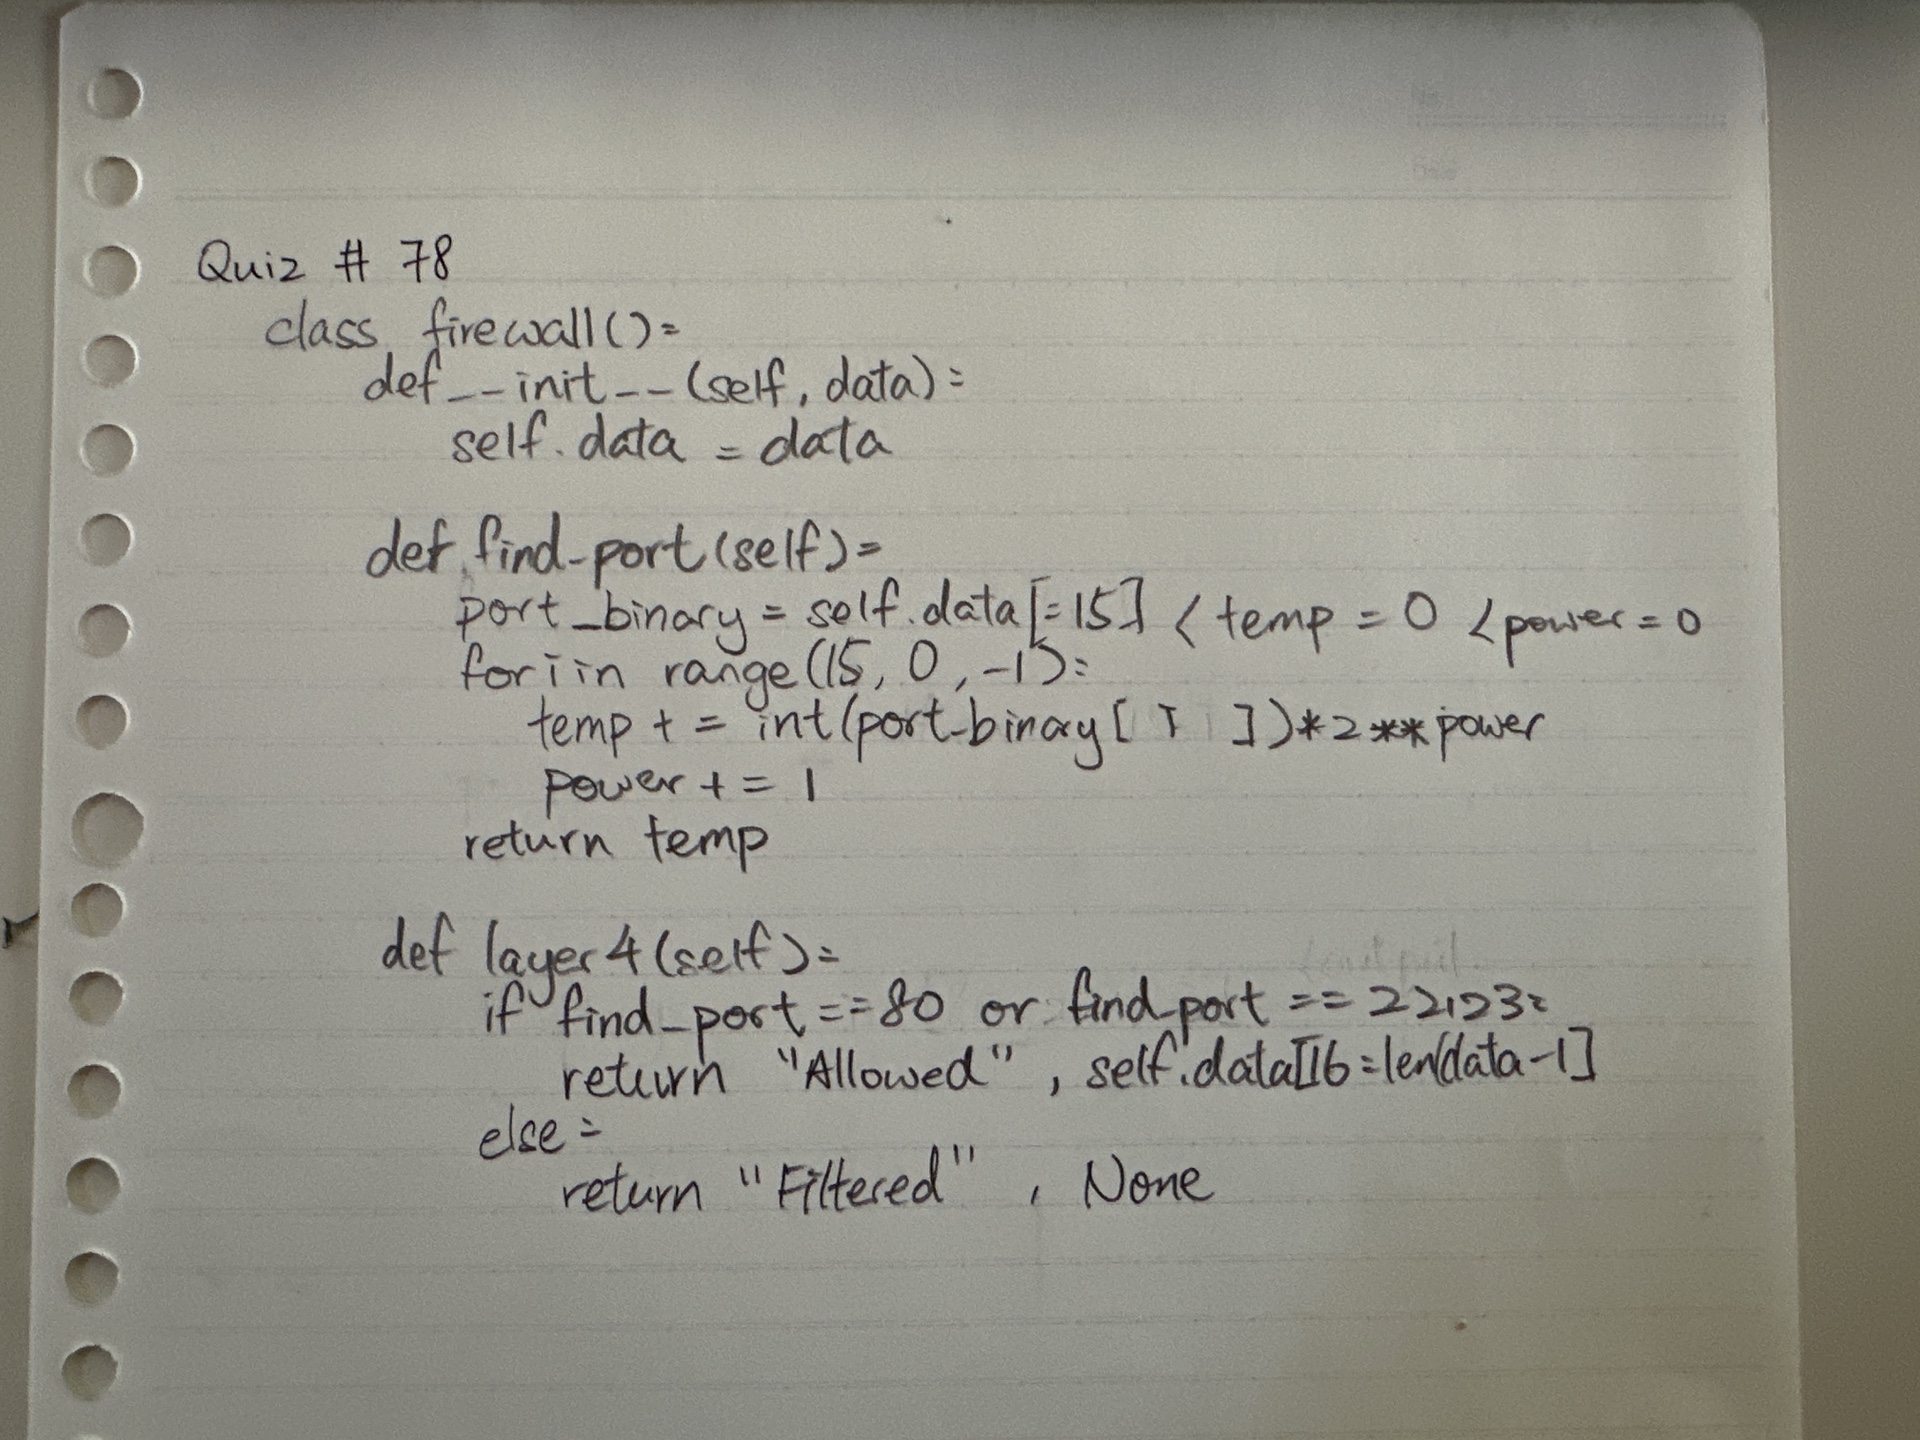 Quiz # 78
class firewall():
def __init__(self, data):
self.data = data
def find_port(self):
port_binary = self.data[:15] < temp = 0 < power = 0
for i in range(15, 0, -1):
temp += int(port_binary[ i ])*2**power
power += 1
return temp
def layer4(self):
if find_port == 80 or find_port == 22123:
return "Allowed", self.data[16:len(data-1]
else:
return "Filtered", None